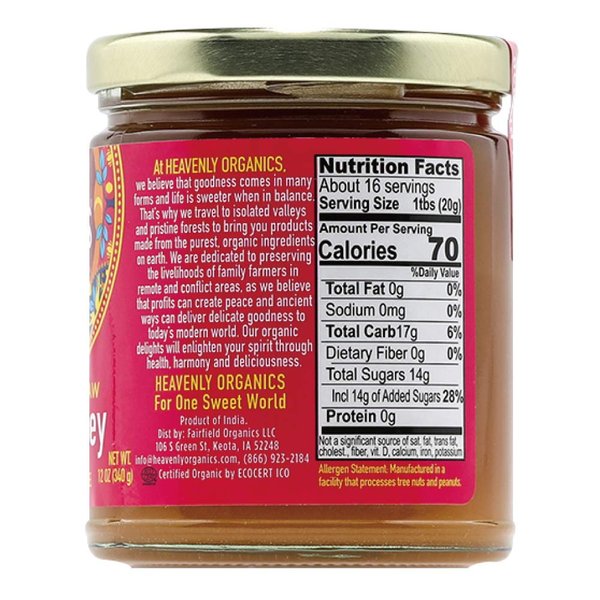 At HEAVENLY ORGANICS,
we believe that goodness comes in many
forms and life is sweeter when in balance.
That's why we travel to isolated valleys
and pristine forests to bring you products
made from the purest, organic ingredients
on earth. We are dedicated to preserving
the livelihoods of family farmers in
remote and conflict areas, as we believe
that profits can create peace and ancient
ways can deliver delicate goodness to
today's modern world. Our organic
delights will enlighten your spirit through
health, harmony and deliciousness.
HEAVENLY ORGANICS
For One Sweet World
Product of India.
Dist by: Fairfield Organics LLC
106 S Green St, Keota, IA 52248
info@heavenlyorganics.com, (866) 923-2184
Certified Organic by ECOCERT ICO
AW
ey
NET WT.
12 OZ (340 g)
Nutrition Facts
About 16 servings
Serving Size 1tbs (20g)
Amount Per Serving
Calories 70
%Daily Value
Total Fat 0g 0%
Sodium 0mg 0%
Total Carb17g 6%
Dietary Fiber 0g 0%
Total Sugars 14g
Incl 14g of Added Sugars 28%
Protein 0g
Not a significant source of sat. fat, trans fat,
cholest., fiber, vit. D, calcium, iron, potassium
Allergen Statement: Manufactured in a
facility that processes tree nuts and peanuts.